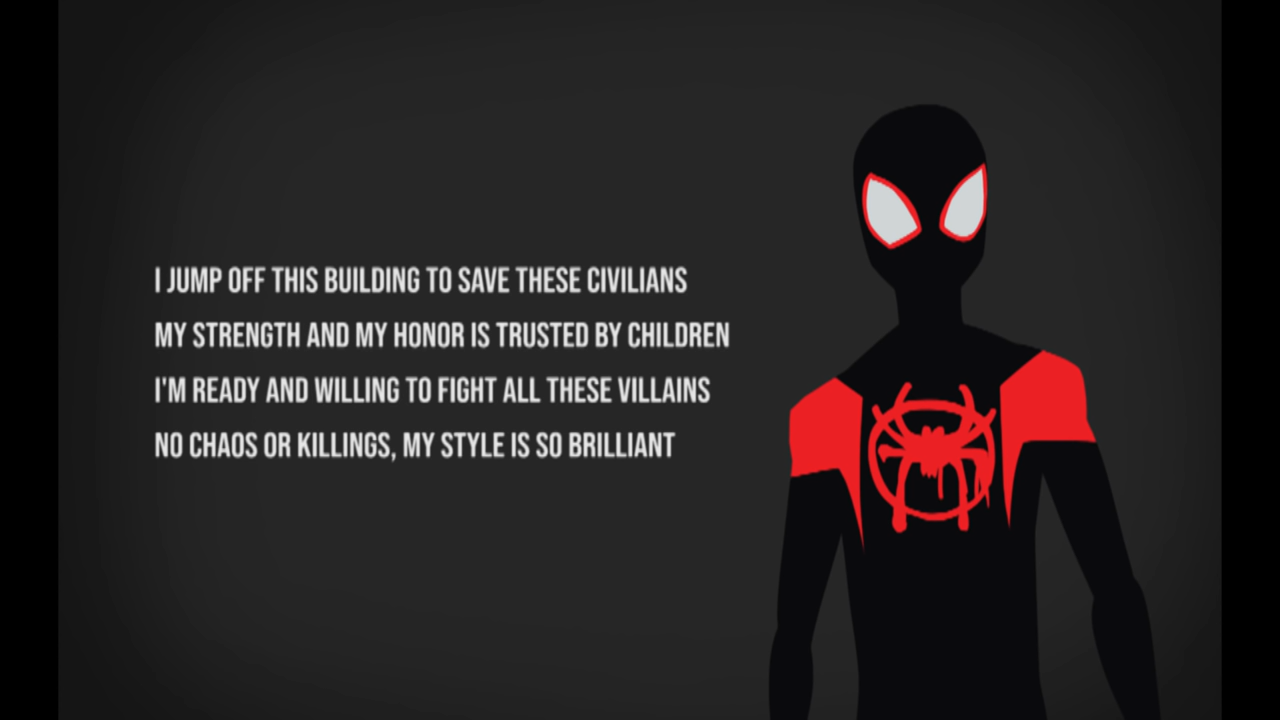 I JUMP OFF THIS BUILDING TO SAVE THESE CIVILIANS
MY STRENGTH AND MY HONOR IS TRUSTED BY CHILDREN
I'M READY AND WILLING TO FIGHT ALL THESE VILLAINS
NO CHAOS OR KILLINGS, MY STYLE IS SO BRILLIANT